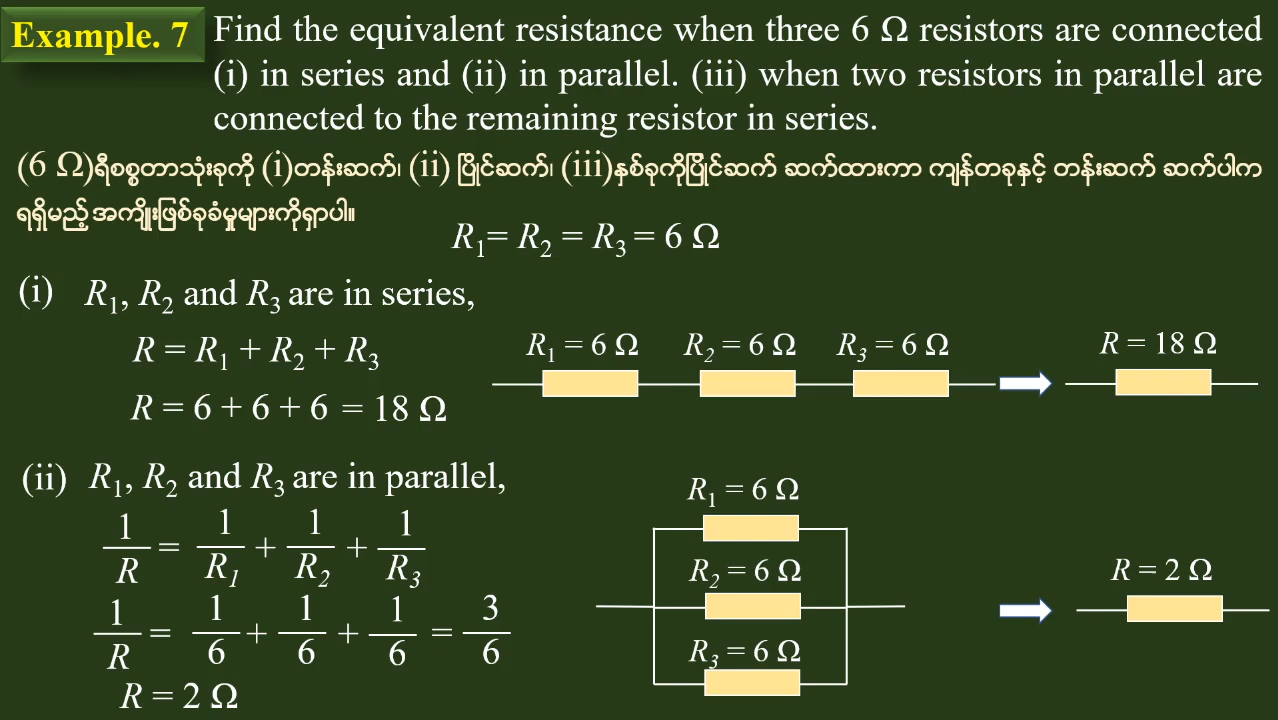 Example. 7
Find the equivalent resistance when three 6 Ω resistors are connected
(i) in series and (ii) in parallel. (iii) when two resistors in parallel are
connected to the remaining resistor in series.
(6 Ω)ရီစစ္စတာသုံးခုကို (i)တန်းဆက်၊ (ii) ပြိုင်ဆက်၊ (iii)နှစ်ခုကိုပြိုင်ဆက် ဆက်ထားကာ ကျန်တခုနှင့် တန်းဆက် ဆက်ပါက
ရရှိမည့် အကျိုးဖြစ်ခုခံမှုများကိုရှာပါ။
R₁= R₂ = R₃ = 6 Ω
(i) R₁, R₂ and R₃ are in series,
R = R₁ + R₂ + R₃
R = 6 + 6 + 6 = 18 Ω
R₁ = 6 Ω R₂ = 6 Ω R₃ = 6 Ω R = 18 Ω
(ii) R₁, R₂ and R₃ are in parallel,
1/R = 1/R₁ + 1/R₂ + 1/R₃
1/R = 1/6 + 1/6 + 1/6 = 3/6
R = 2 Ω
R₁ = 6 Ω
R₂ = 6 Ω
R₃ = 6 Ω
R = 2 Ω